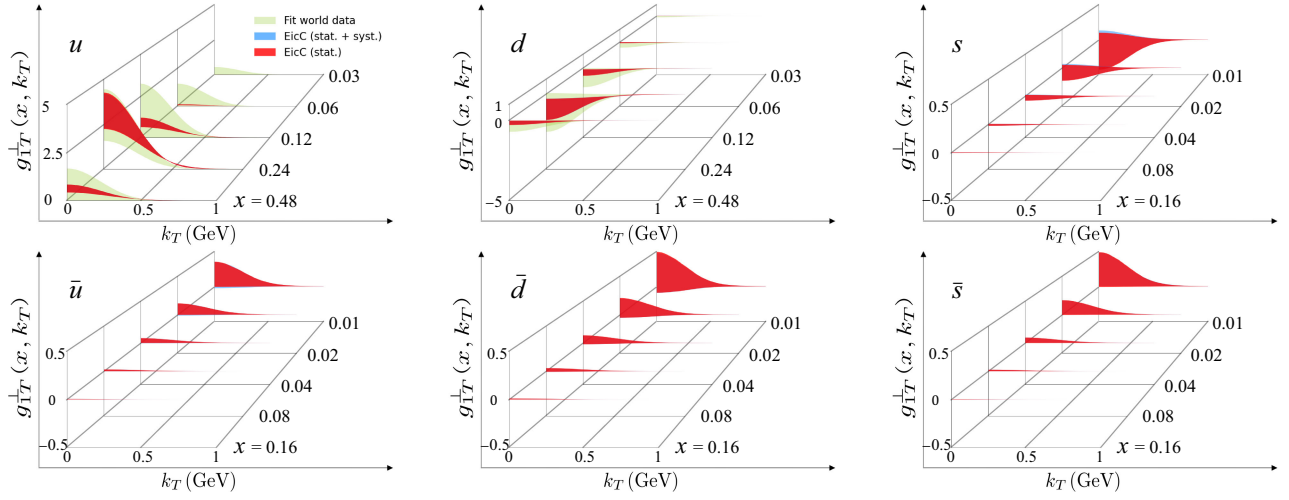 u
Fit world data
EicC (stat. + syst.)
EicC (stat.)
g⊥1T (x, kT)
5
2.5
0
0.03
0.06
0.12
0.24
x = 0.48
0 0.5 1
kT (GeV)
d
g⊥1T (x, kT)
1
0
−5
0.03
0.06
0.12
0.24
x = 0.48
0 0.5 1
kT (GeV)
s
g⊥1T (x, kT)
0.5
0
−0.5
0.01
0.02
0.04
0.08
x = 0.16
0 0.5 1
kT (GeV)
ū
g⊥1T (x, kT)
0.5
0
−0.5
0.01
0.02
0.04
0.08
x = 0.16
0 0.5 1
kT (GeV)
d̄
g⊥1T (x, kT)
0.5
0
−0.5
0.01
0.02
0.04
0.08
x = 0.16
0 0.5 1
kT (GeV)
s̄
g⊥1T (x, kT)
0.5
0
−0.5
0.01
0.02
0.04
0.08
x = 0.16
0 0.5 1
kT (GeV)